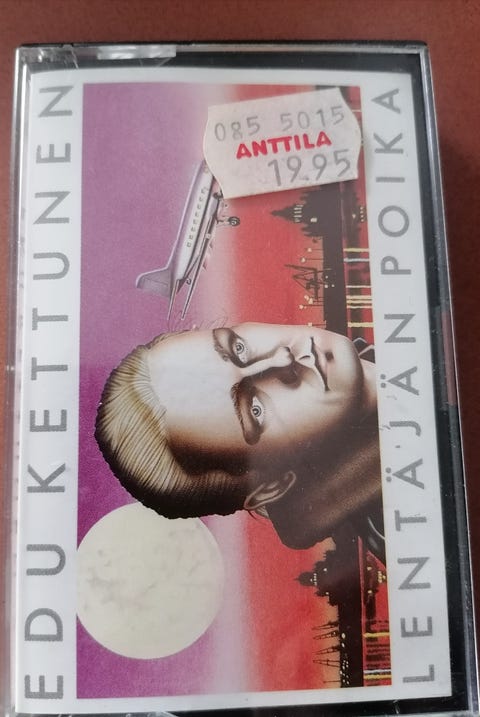 EDU KETTUNEN
LENTÄJÄN POIKA
085 5015
ANTTILA
19.95